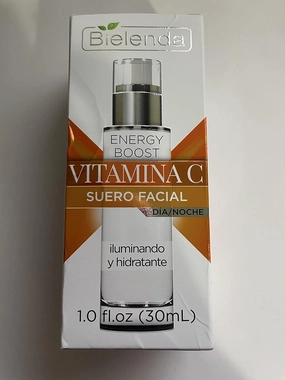 Bielenda
ENERGY
BOOST
VITAMINA C
SUERO FACIAL
DÍA/NOCHE
iluminando
y hidratante
1.0 fl.oz (30mL)